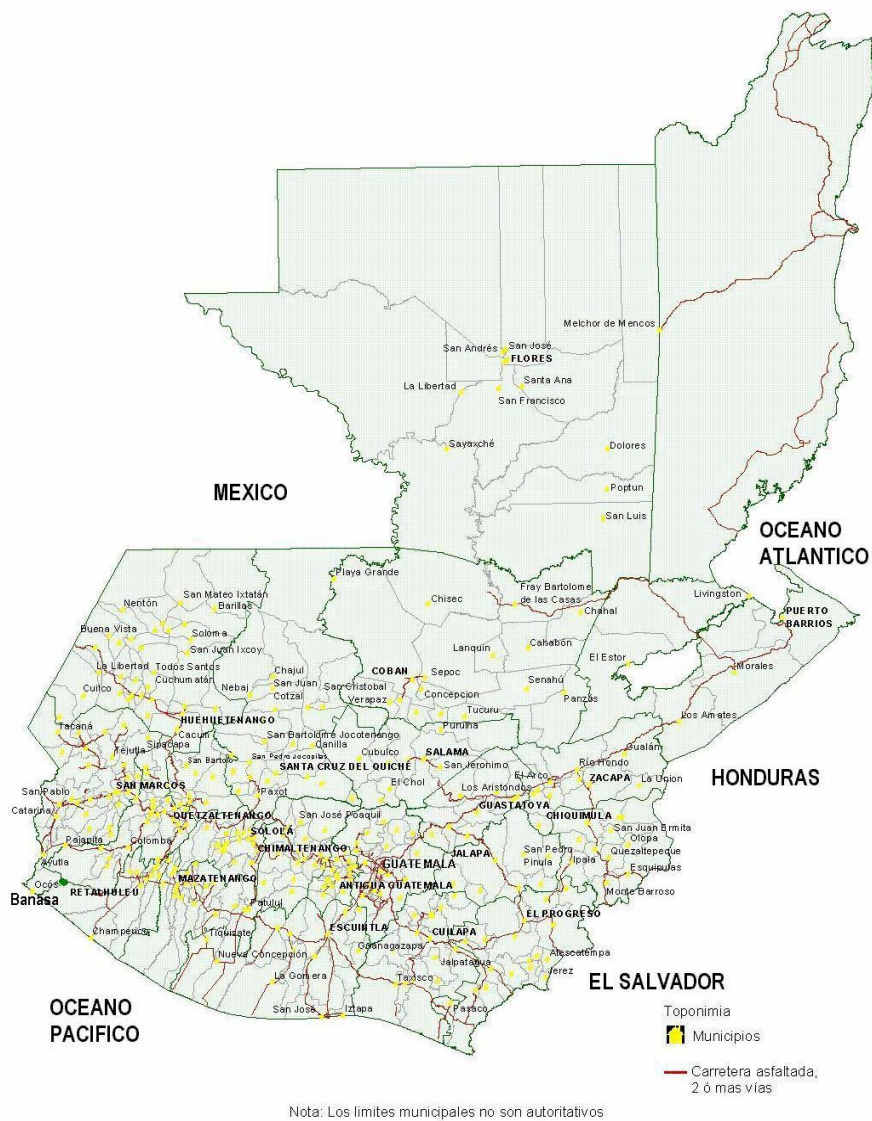 Melchor de Mencos
San Andrés
San José
FLORES
La Libertad
Santa Ana
San Francisco
Sayaxché
Dolores
Poptun
San Luis
MEXICO
OCEANO
ATLANTICO
Playa Grande
Chisec
Fray Bartolome
de las Casas
Chahal
Livingston
PUERTO
BARRIOS
Nentón
San Mateo Ixtatán
Barillas
Buena Vista
Soloma
San Juan Ixcoy
Lanquin
Cahabón
El Estor
Morales
La Libertad
Todos Santos
Cuchumatán
Chajul
San Juan
Cotzal
Nebaj
Cuilco
COBAN
San Cristobal
Verapaz
Sepoc
Concepcion
Senahú
Panzós
Tucuru
Purulha
Los Amates
HUEHUETENANGO
Tacaná
Cacun
Sipacapa
Tejutla
San Bartolome Jocotenango
Canilla
San Bartolo
San Pedro Jocopilas
Cubulco
SALAMA
San Jerónimo
SANTA CRUZ DEL QUICHÉ
Gualán
Río Hondo
ZACAPA
La Union
HONDURAS
El Arco
Los Aristondos
GUASTATOYA
San Pablo
SAN MARCOS
Catarina
Paxot
El Chol
QUETZALTENANGO
San José Poaquil
SOLOLÁ
CHIMALTENANGO
CHIQUIMULA
San Juan Ermita
Olopa
Quezaltepeque
Esquipulas
Pajapita
Colomba
Ayutla
GUATEMALA
JALAPA
San Pedro
Pinula
Ipala
Ocós
Banasa
RETALHULEU
MAZATENANGO
ANTIGUA GUATEMALA
Monte Barroso
Patulul
EL PROGRESO
Champerico
Tiquisate
ESCUINTLA
CUILAPA
Guanagazapa
Nueva Concepción
Jalpatagua
Atescatempa
Jerez
La Gomera
Taxisco
EL SALVADOR
San José
Iztapa
Pasaco
OCEANO
PACIFICO
Toponimia
Municipios
Carretera asfaltada,
2 ó mas vías
Nota: Los limites municipales no son autoritativos